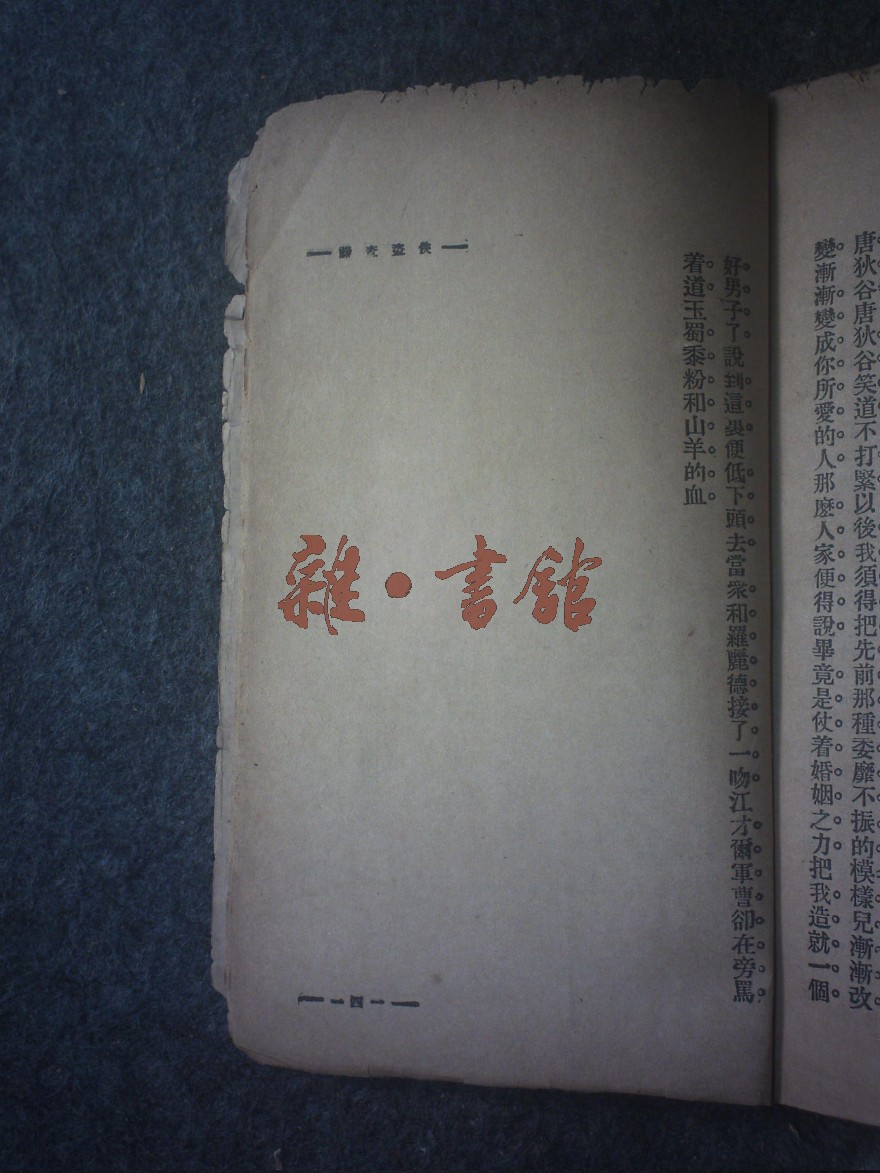 唐狄谷唐狄谷笑道不打緊以後我須得把先前那種委靡不振的模樣兒漸漸改
變漸漸變成你所愛的人那麽人家便得說畢竟是仗着婚姻之力把我造就一個
好男子了說到這裏便低下頭去當衆和羅麗德接了一吻江才爾軍曹卻在旁罵
着道玉蜀黍粉和山羊的血
俠盜查
一四一
雜·書館